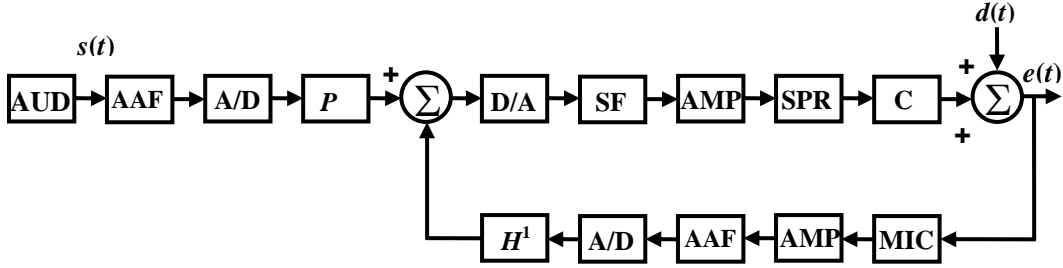 d(t)
s(t)
e(t)
AUD AAF A/D P + Σ D/A SF AMP SPR C + Σ
+
H¹ A/D AAF AMP MIC